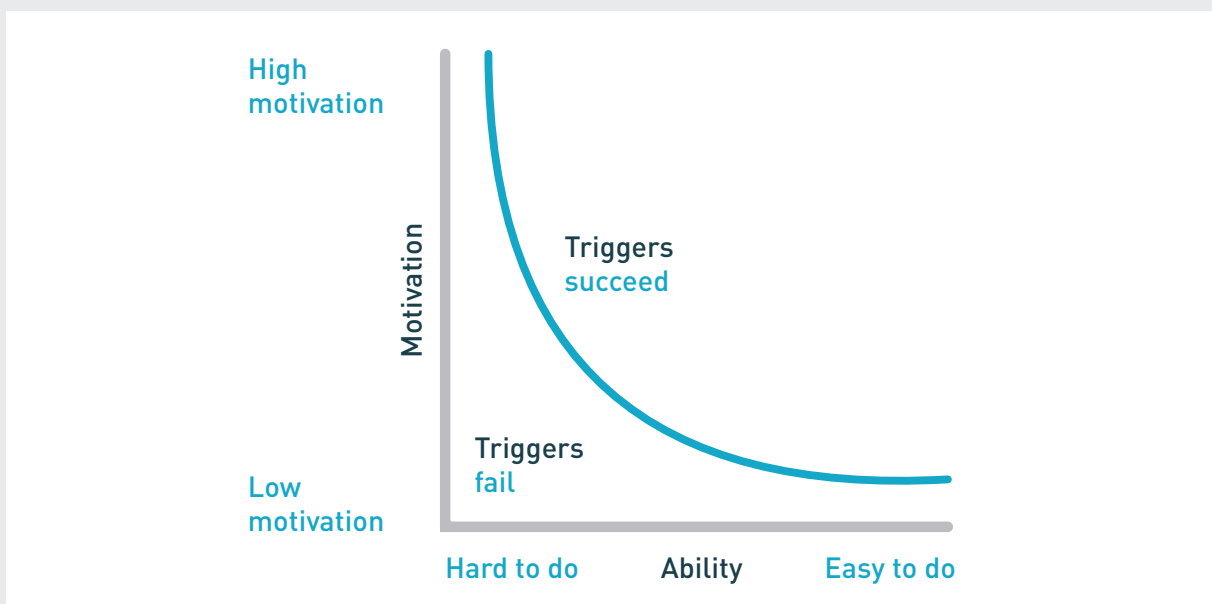 High
motivation
Motivation
Triggers
succeed
Triggers
fail
Low
motivation
Hard to do
Ability
Easy to do